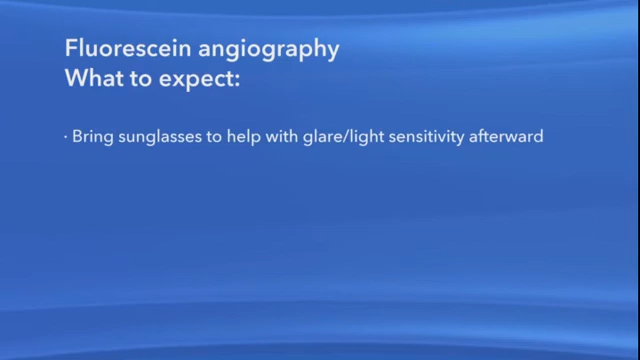 Fluorescein angiography
What to expect:
· Bring sunglasses to help with glare/light sensitivity afterward